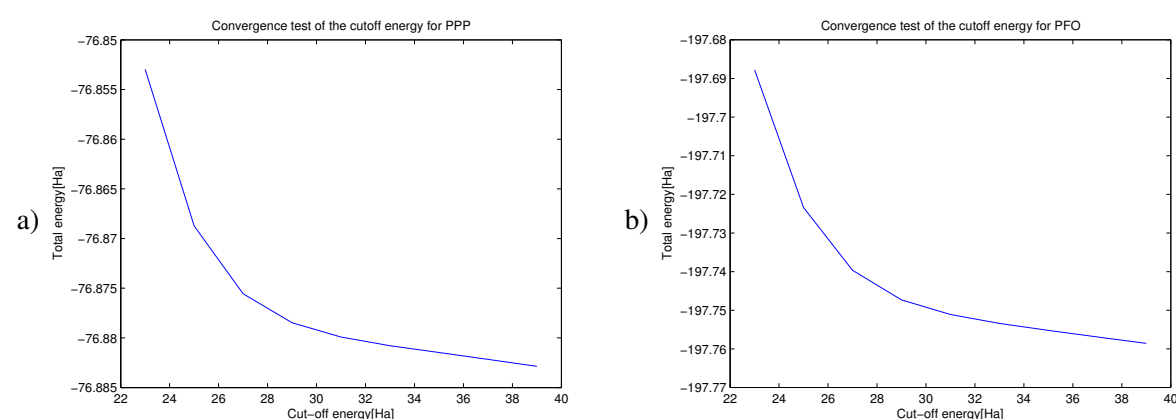 a)
Convergence test of the cutoff energy for PPP
−76.85
−76.855
−76.86
−76.865
−76.87
−76.875
−76.88
−76.885
Total energy[Ha]
22 24 26 28 30 32 34 36 38 40
Cut−off energy[Ha]
b)
Convergence test of the cutoff energy for PFO
−197.68
−197.69
−197.7
−197.71
−197.72
−197.73
−197.74
−197.75
−197.76
−197.77
Total energy[Ha]
22 24 26 28 30 32 34 36 38 40
Cut−off energy[Ha]